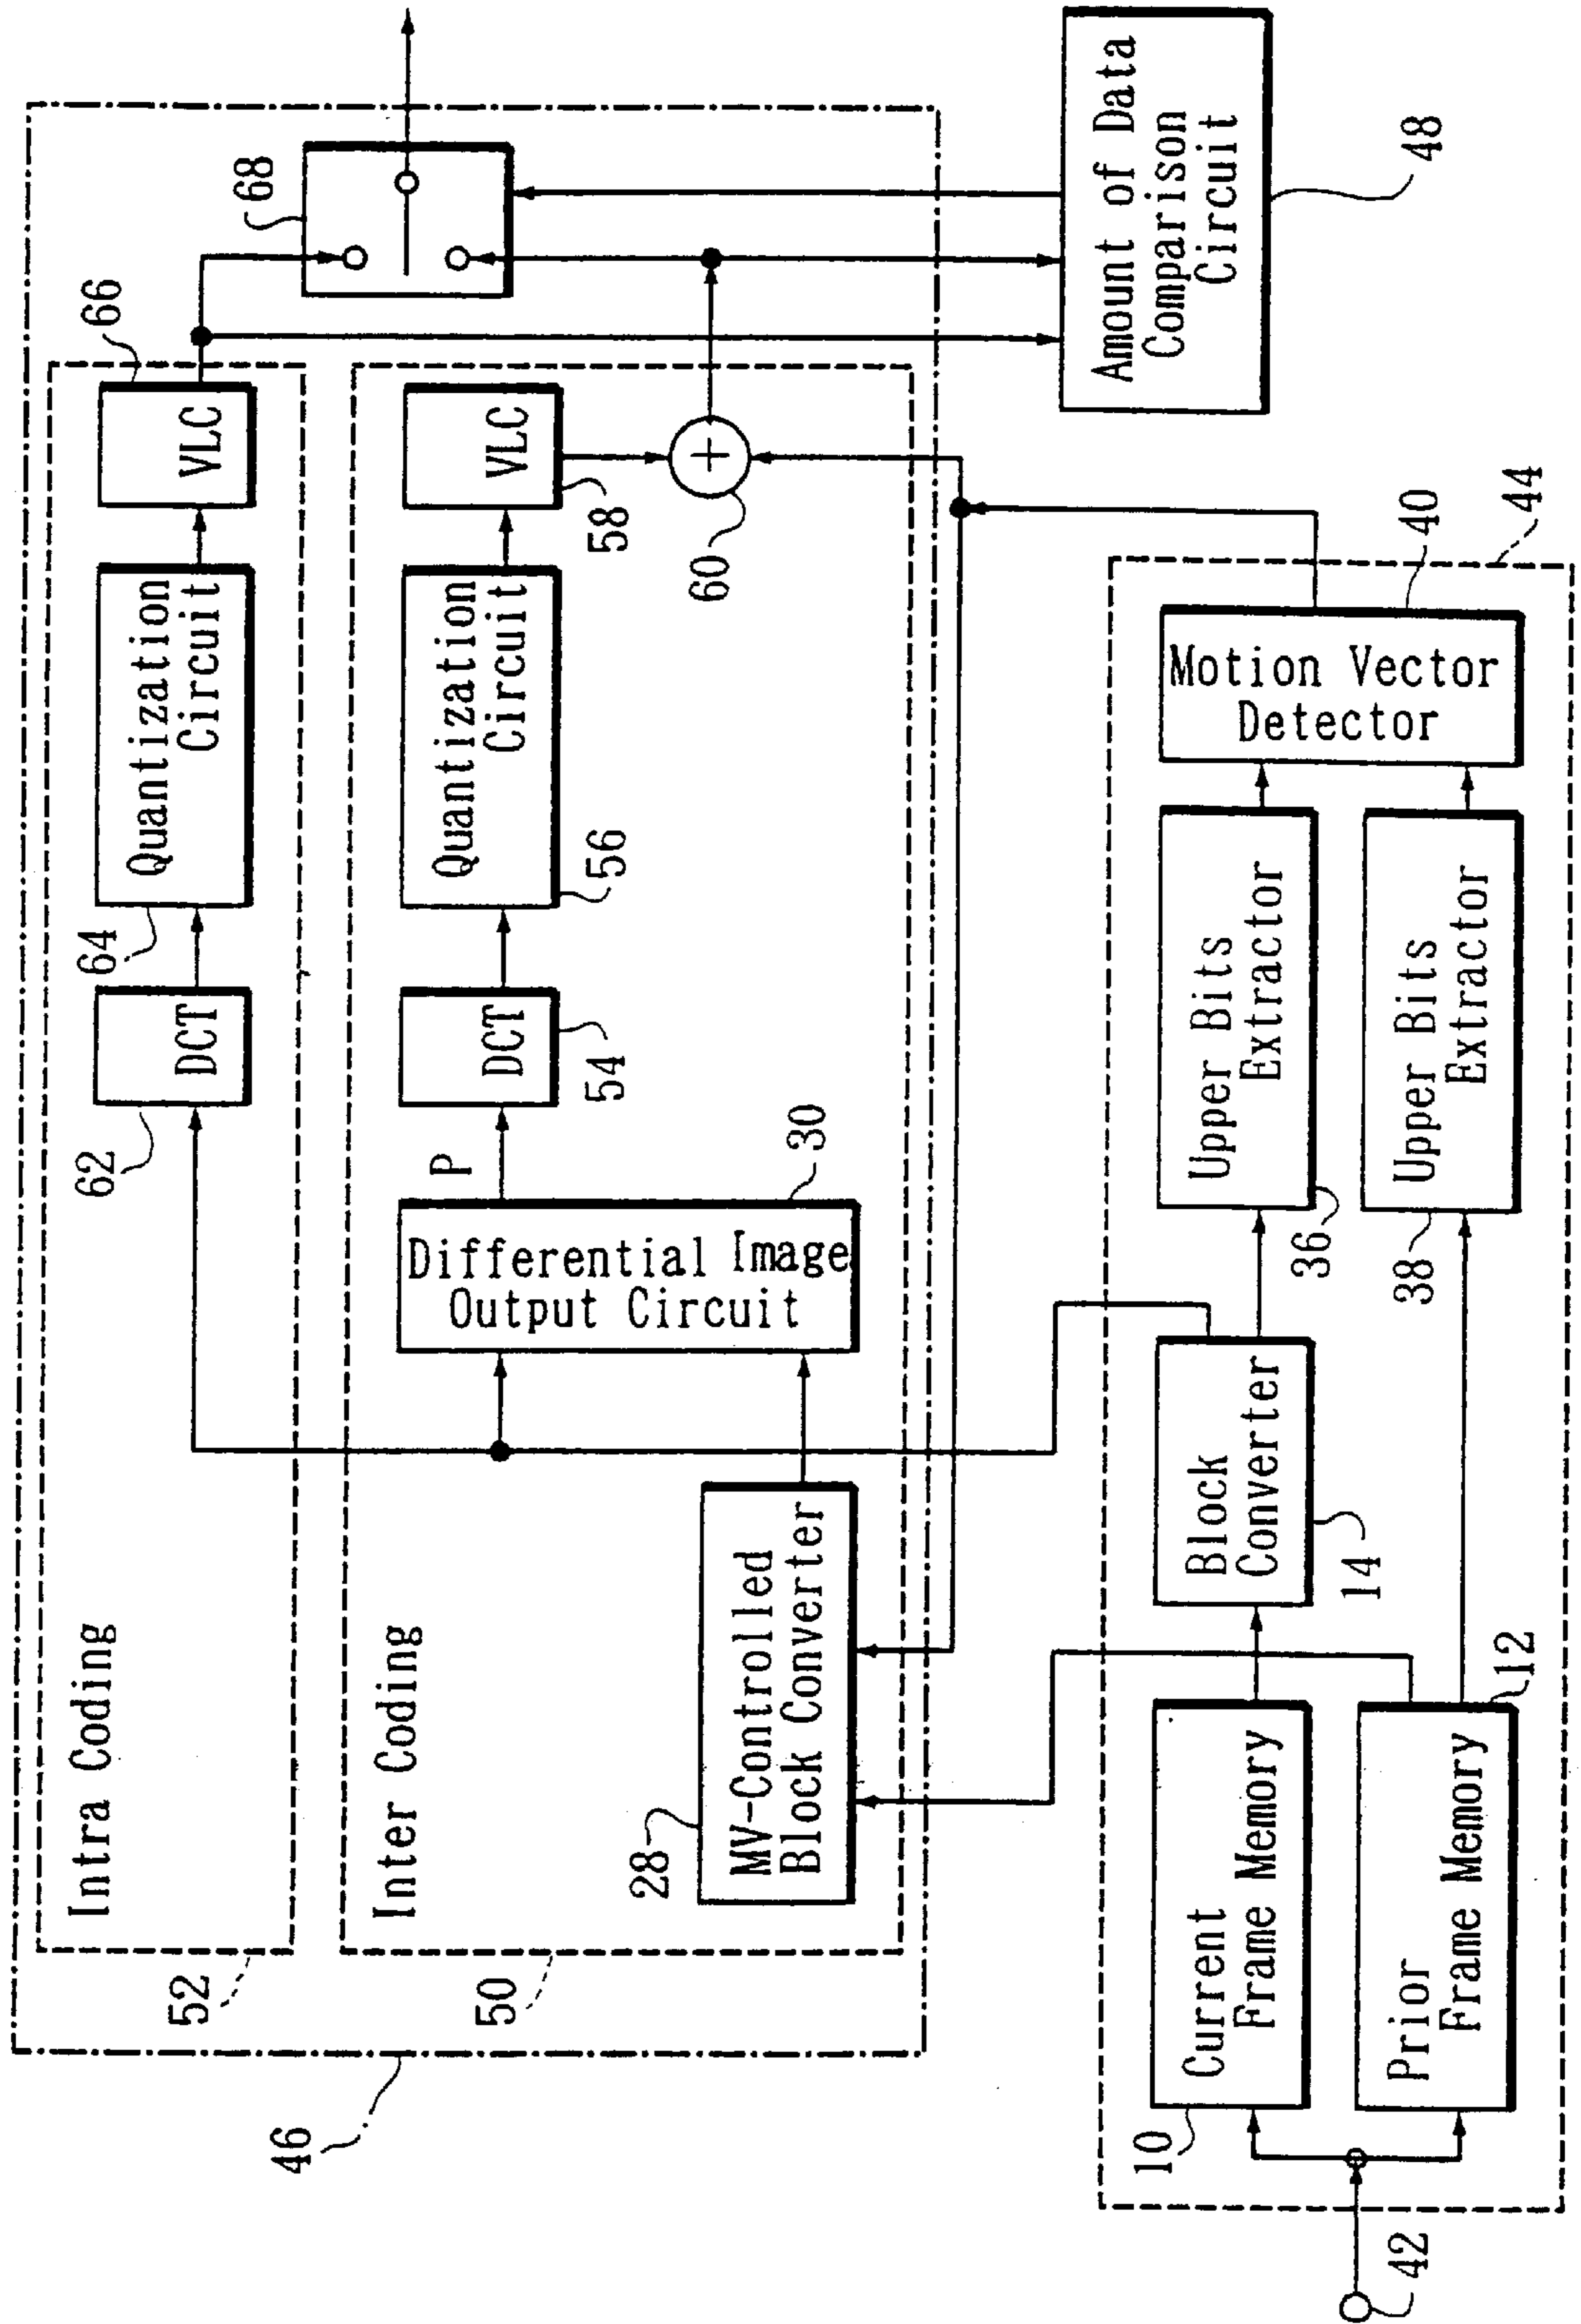 46
52
Intra Coding
62
DCT
64
Quantization
Circuit
66
VLC
68
50
Inter Coding
28
MV-Controlled
Block Converter
Differential Image
Output Circuit
30
P
DCT
54
Quantization
Circuit
56
VLC
58
60
Amount of Data
Comparison
Circuit
48
42
10
Current
Frame Memory
Prior
Frame Memory
12
Block
Converter
14
Upper Bits
Extractor
36
Upper Bits
Extractor
38
Motion Vector
Detector
40
44